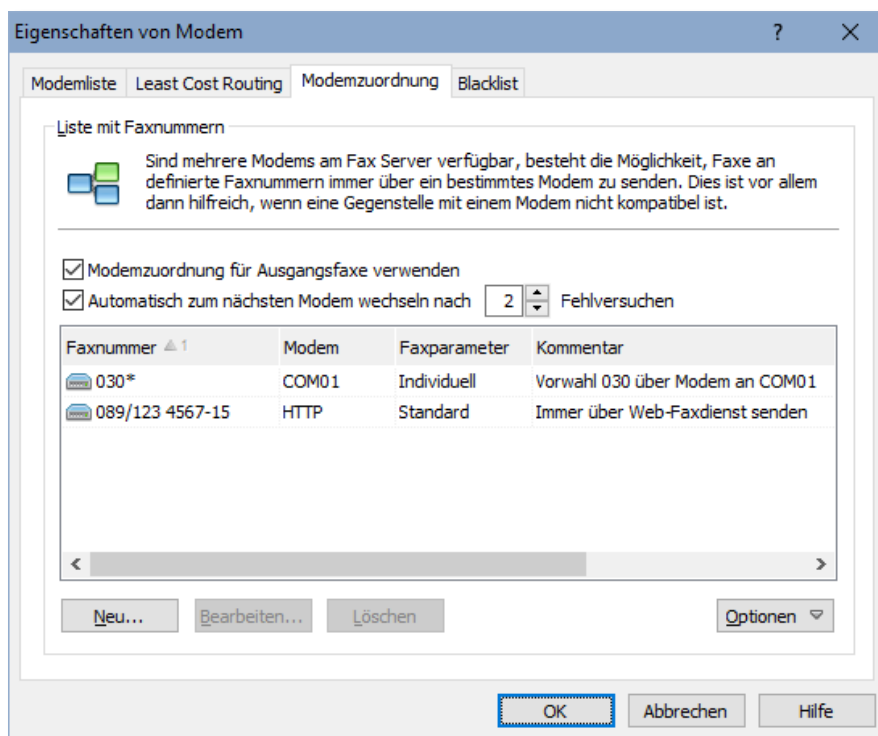 Eigenschaften von Modem
?
Modemliste Least Cost Routing Modemzuordnung Blacklist
Liste mit Faxnummern
Sind mehrere Modems am Fax Server verfügbar, besteht die Möglichkeit, Faxe an
definierte Faxnummern immer über ein bestimmtes Modem zu senden. Dies ist vor allem
dann hilfreich, wenn eine Gegenstelle mit einem Modem nicht kompatibel ist.
Modemzuordnung für Ausgangsfaxe verwenden
Automatisch zum nächsten Modem wechseln nach 2 Fehlversuchen
Faxnummer 1 Modem Faxparameter Kommentar
030* COM01 Individuell Vorwahl 030 über Modem an COM01
089/123 4567-15 HTTP Standard Immer über Web-Faxdienst senden
Neu... Bearbeiten... Löschen Optionen
OK Abbrechen Hilfe